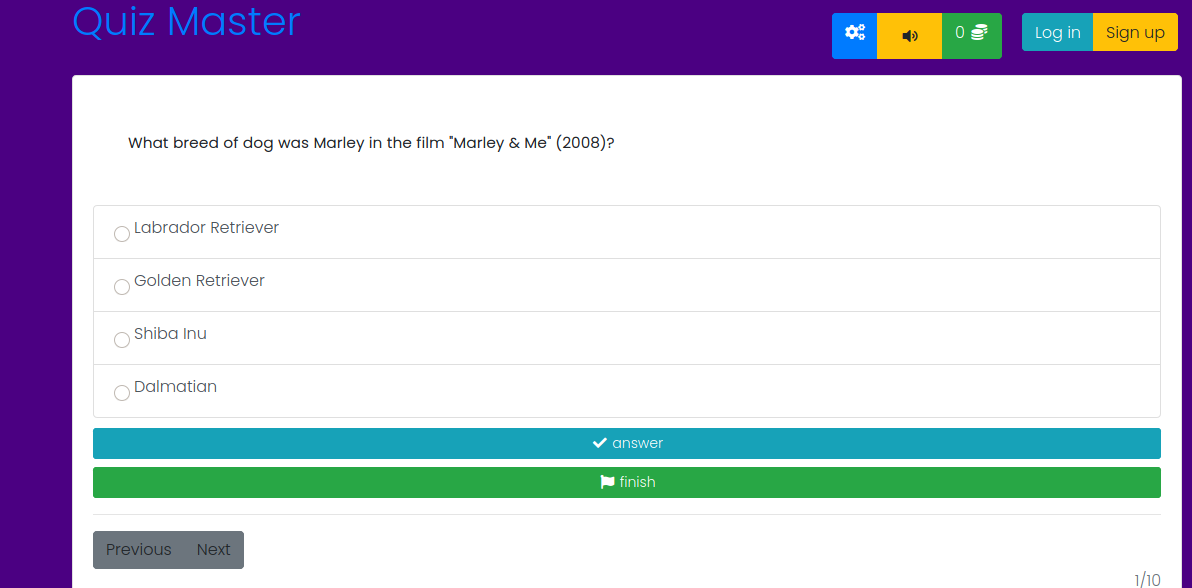 Quiz Master
0
Log in
Sign up
What breed of dog was Marley in the film "Marley & Me" (2008)?
Labrador Retriever
Golden Retriever
Shiba Inu
Dalmatian
answer
finish
Previous Next
1/10